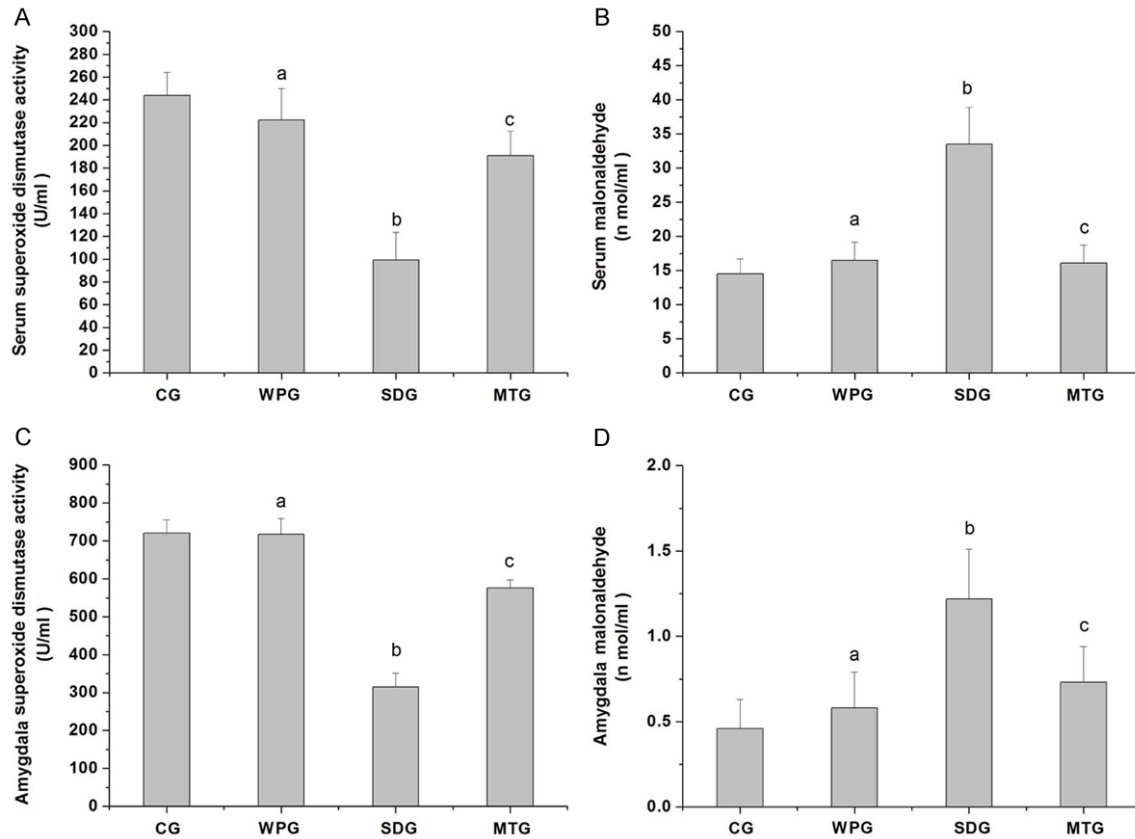 A
Serum superoxide dismutase activity
(U/ml )
300
280
260
240
220
200
180
160
140
120
100
80
60
40
20
0
a
b
c
CG WPG SDG MTG
B
Serum malonaldehyde
(n mol/ml )
50
45
40
35
30
25
20
15
10
5
0
a
b
c
CG WPG SDG MTG
C
Amygdala superoxide dismutase activity
(U/ml )
900
800
700
600
500
400
300
200
100
0
a
b
c
CG WPG SDG MTG
D
Amygdala malonaldehyde
(n mol/ml )
2.0
1.5
1.0
0.5
0.0
a
b
c
CG WPG SDG MTG